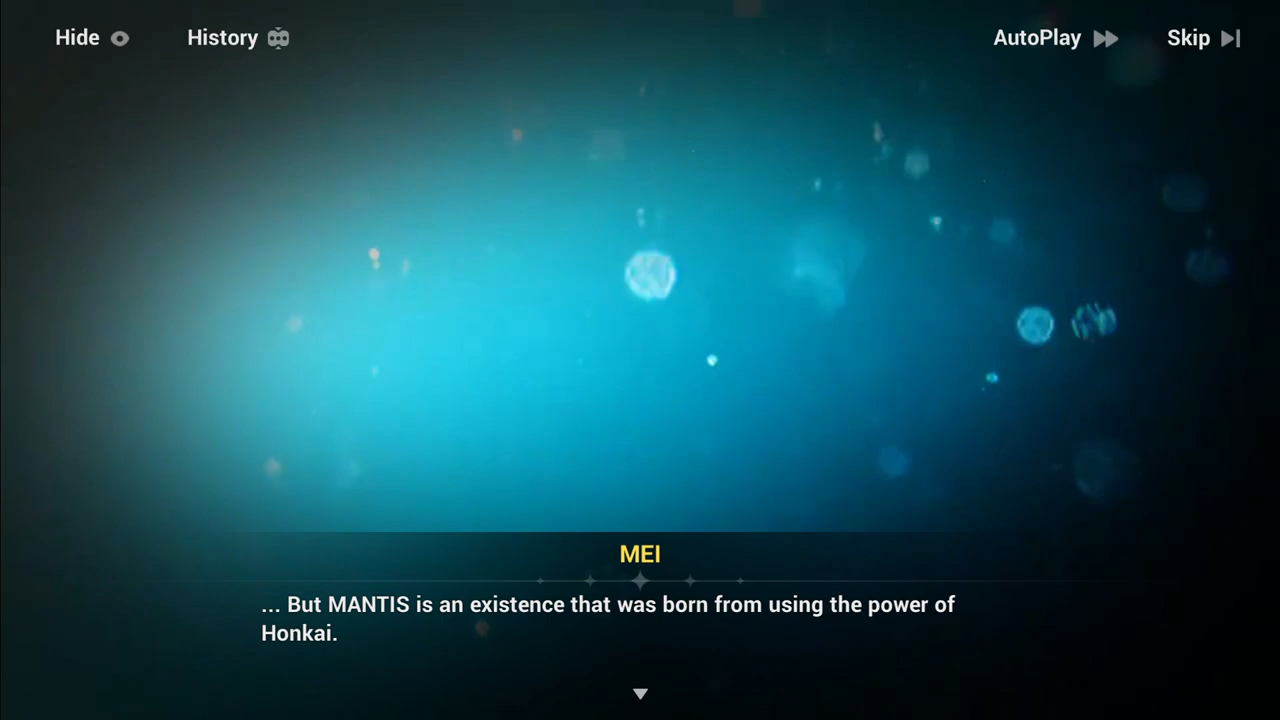 Hide
History
AutoPlay
Skip
MEI
... But MANTIS is an existence that was born from using the power of
Honkai.